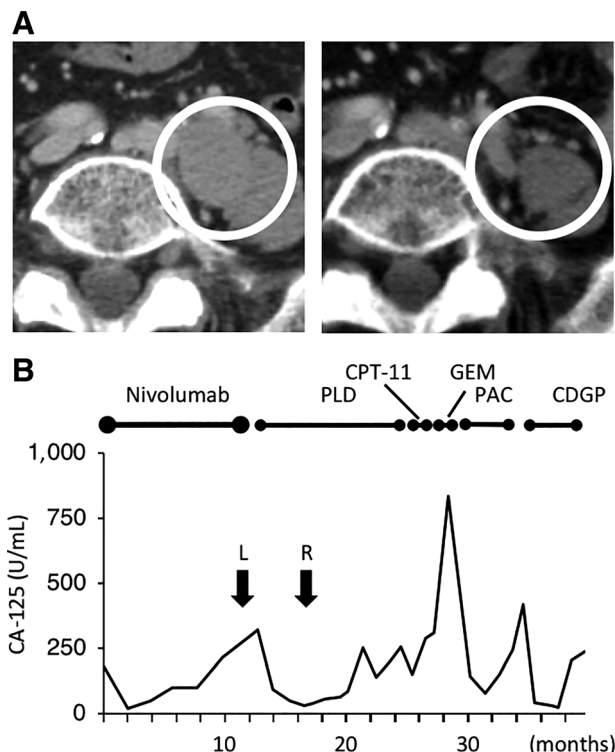 A
B
CPT-11 GEM
Nivolumab PLD PAC CDGP
1,000
750
500
250
0
CA-125 (U/mL)
L R
10 20 30 (months)